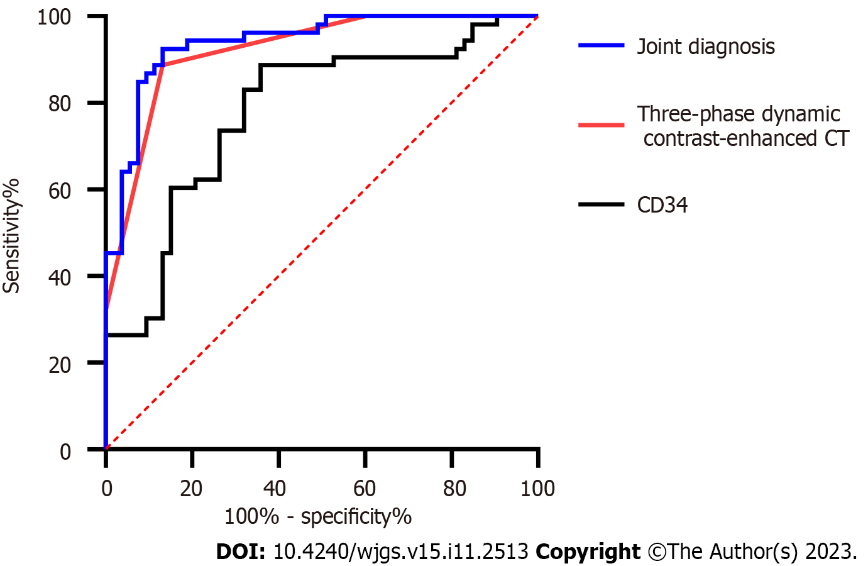 100
80
60
40
20
0
Sensitivity%
0 20 40 60 80 100
100% - specificity%
Joint diagnosis
Three-phase dynamic
contrast-enhanced CT
CD34
DOI: 10.4240/wjgs.v15.i11.2513 Copyright ©The Author(s) 2023.